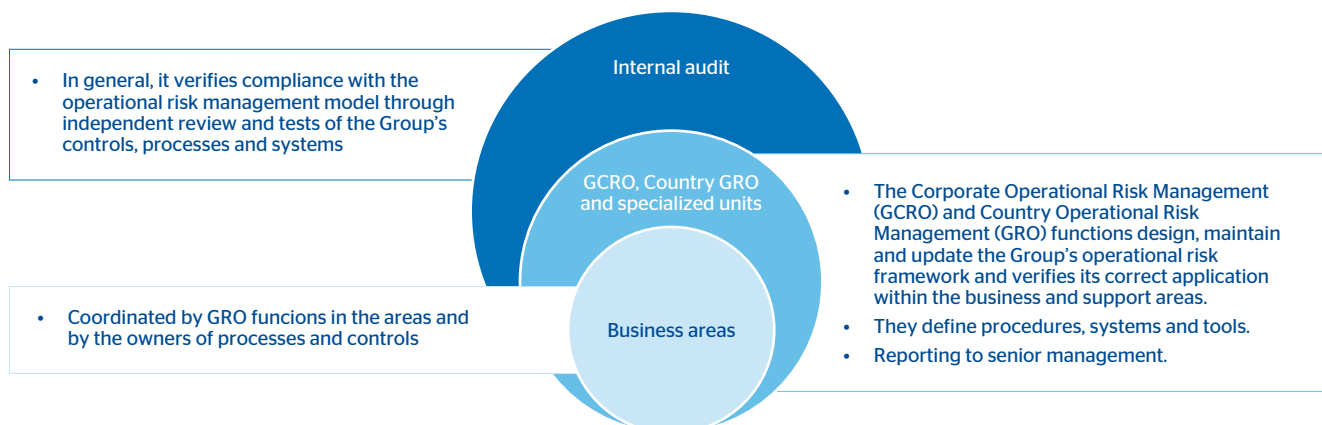 Internal audit
• In general, it verifies compliance with the
operational risk management model through
independent review and tests of the Group's
controls, processes and systems
GCRO, Country GRO
and specialized units
• The Corporate Operational Risk Management
(GCRO) and Country Operational Risk
Management (GRO) functions design, maintain
and update the Group's operational risk
framework and verifies its correct application
within the business and support areas.
• They define procedures, systems and tools.
• Reporting to senior management.
• Coordinated by GRO funcions in the areas and
by the owners of processes and controls
Business areas